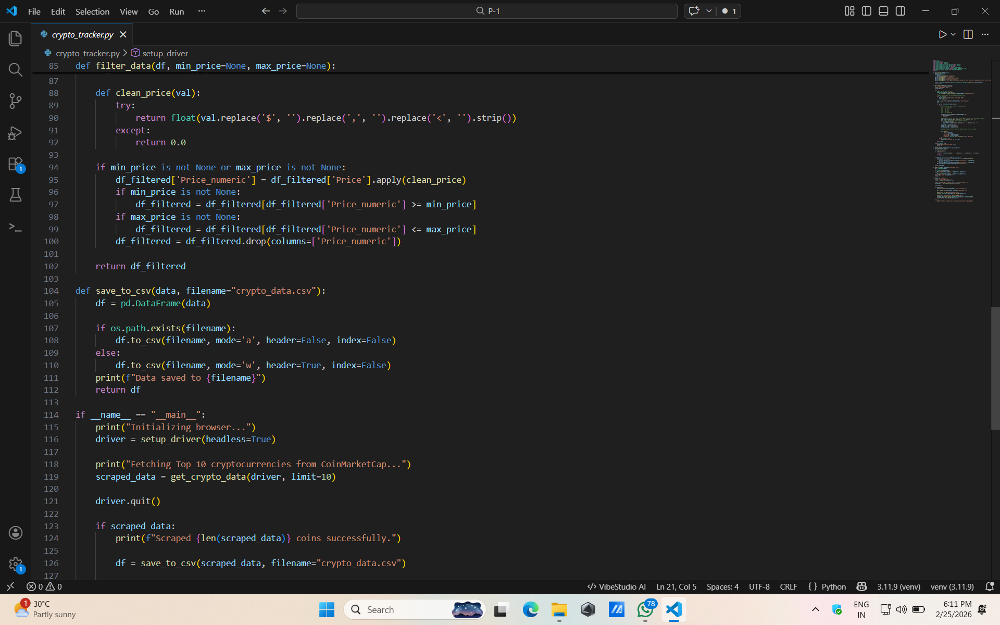 File Edit Selection View Go Run ···
P-1
1
crypto_tracker.py
crypto_tracker.py > setup_driver
85 def filter_data(df, min_price=None, max_price=None):
87
88 def clean_price(val):
89 try:
90 return float(val.replace('$', '').replace(',', '').replace('<', '').strip())
91 except:
92 return 0.0
93
94 if min_price is not None or max_price is not None:
95 df_filtered['Price_numeric'] = df_filtered['Price'].apply(clean_price)
96 if min_price is not None:
97 df_filtered = df_filtered[df_filtered['Price_numeric'] >= min_price]
98 if max_price is not None:
99 df_filtered = df_filtered[df_filtered['Price_numeric'] <= max_price]
100 df_filtered = df_filtered.drop(columns=['Price_numeric'])
101
102 return df_filtered
103
104 def save_to_csv(data, filename="crypto_data.csv"):
105 df = pd.DataFrame(data)
106
107 if os.path.exists(filename):
108 df.to_csv(filename, mode='a', header=False, index=False)
109 else:
110 df.to_csv(filename, mode='w', header=True, index=False)
111 print(f"Data saved to {filename}")
112 return df
113
114 if __name__ == "__main__":
115 print("Initializing browser...")
116 driver = setup_driver(headless=True)
117
118 print("Fetching Top 10 cryptocurrencies from CoinMarketCap...")
119 scraped_data = get_crypto_data(driver, limit=10)
120
121 driver.quit()
122
123 if scraped_data:
124 print(f"Scraped {len(scraped_data)} coins successfully.")
125
126 df = save_to_csv(scraped_data, filename="crypto_data.csv")
127
1
1
0 0
VibeStudio AI Ln 21, Col 5 Spaces: 4 UTF-8 CRLF { } Python 3.11.9 (venv) venv (3.11.9)
1
30°C
Partly sunny
Search
78
ENG
IN
6:11 PM
2/25/2026